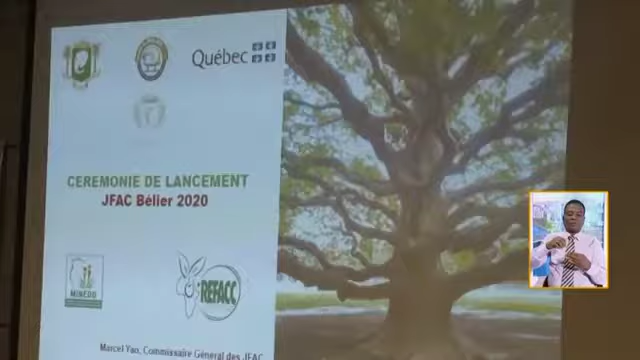 Québec
CEREMONIE DE LANCEMENT
JFAC Bélier 2020
MINEDD
REFACC
Marcel Yao, Commissaire Général des JFAC